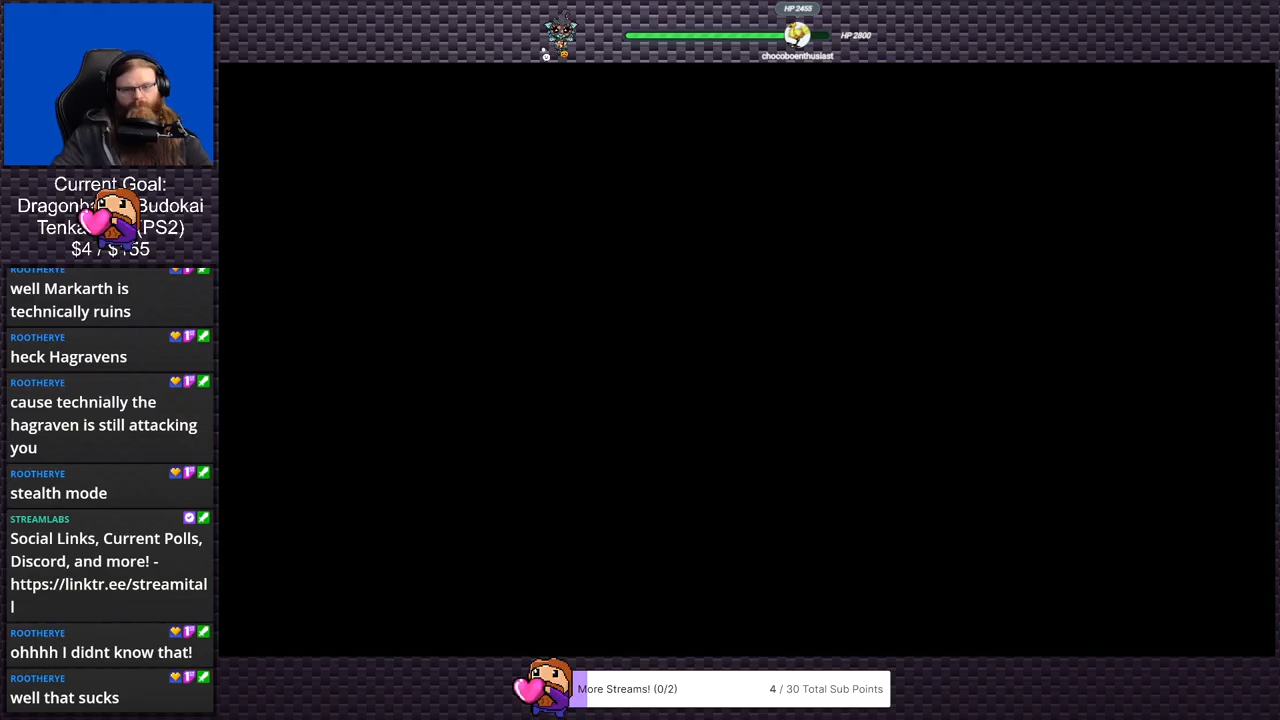 HP 2455
HP 2800
chocoboenthusiast
Current Goal:
Budokai
(PS2)
$4 /
ROOTHERYE
well Markarth is
technically ruins
ROOTHERYE
heck Hagravens
ROOTHERYE
cause technially the
hagraven is still attacking
you
ROOTHERYE
stealth mode
STREAMLABS
Social Links, Current Polls,
Discord, and more! -
https://linktr.ee/streamital
l
ROOTHERYE
ohhhh I didnt know that!
ROOTHERYE
well that sucks
More Streams! (0/2)
4 / 30 Total Sub Points